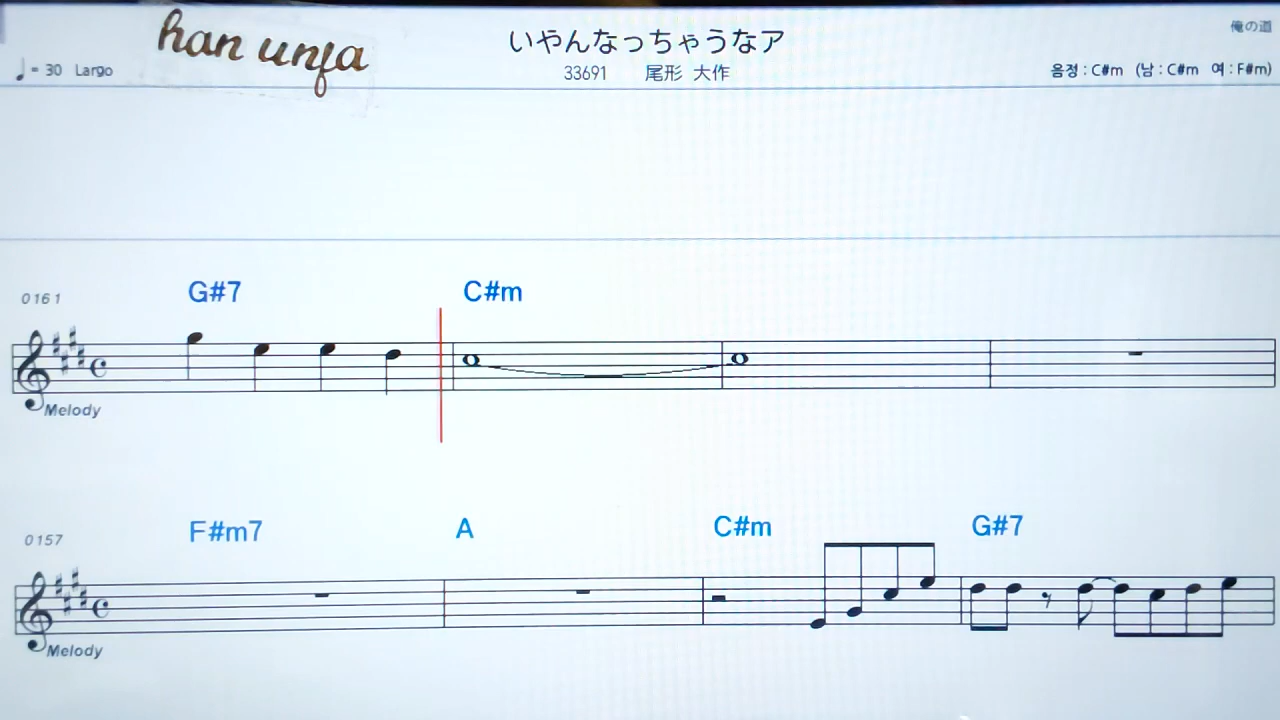 han unfa
いやんなっちゃうなア
俺の道
♩= 30 Largo
33691 尾形 大作
음정 : C#m (남 : C#m 여 : F#m)
0161
G#7 C#m
Melody
0157
F#m7 A C#m G#7
Melody